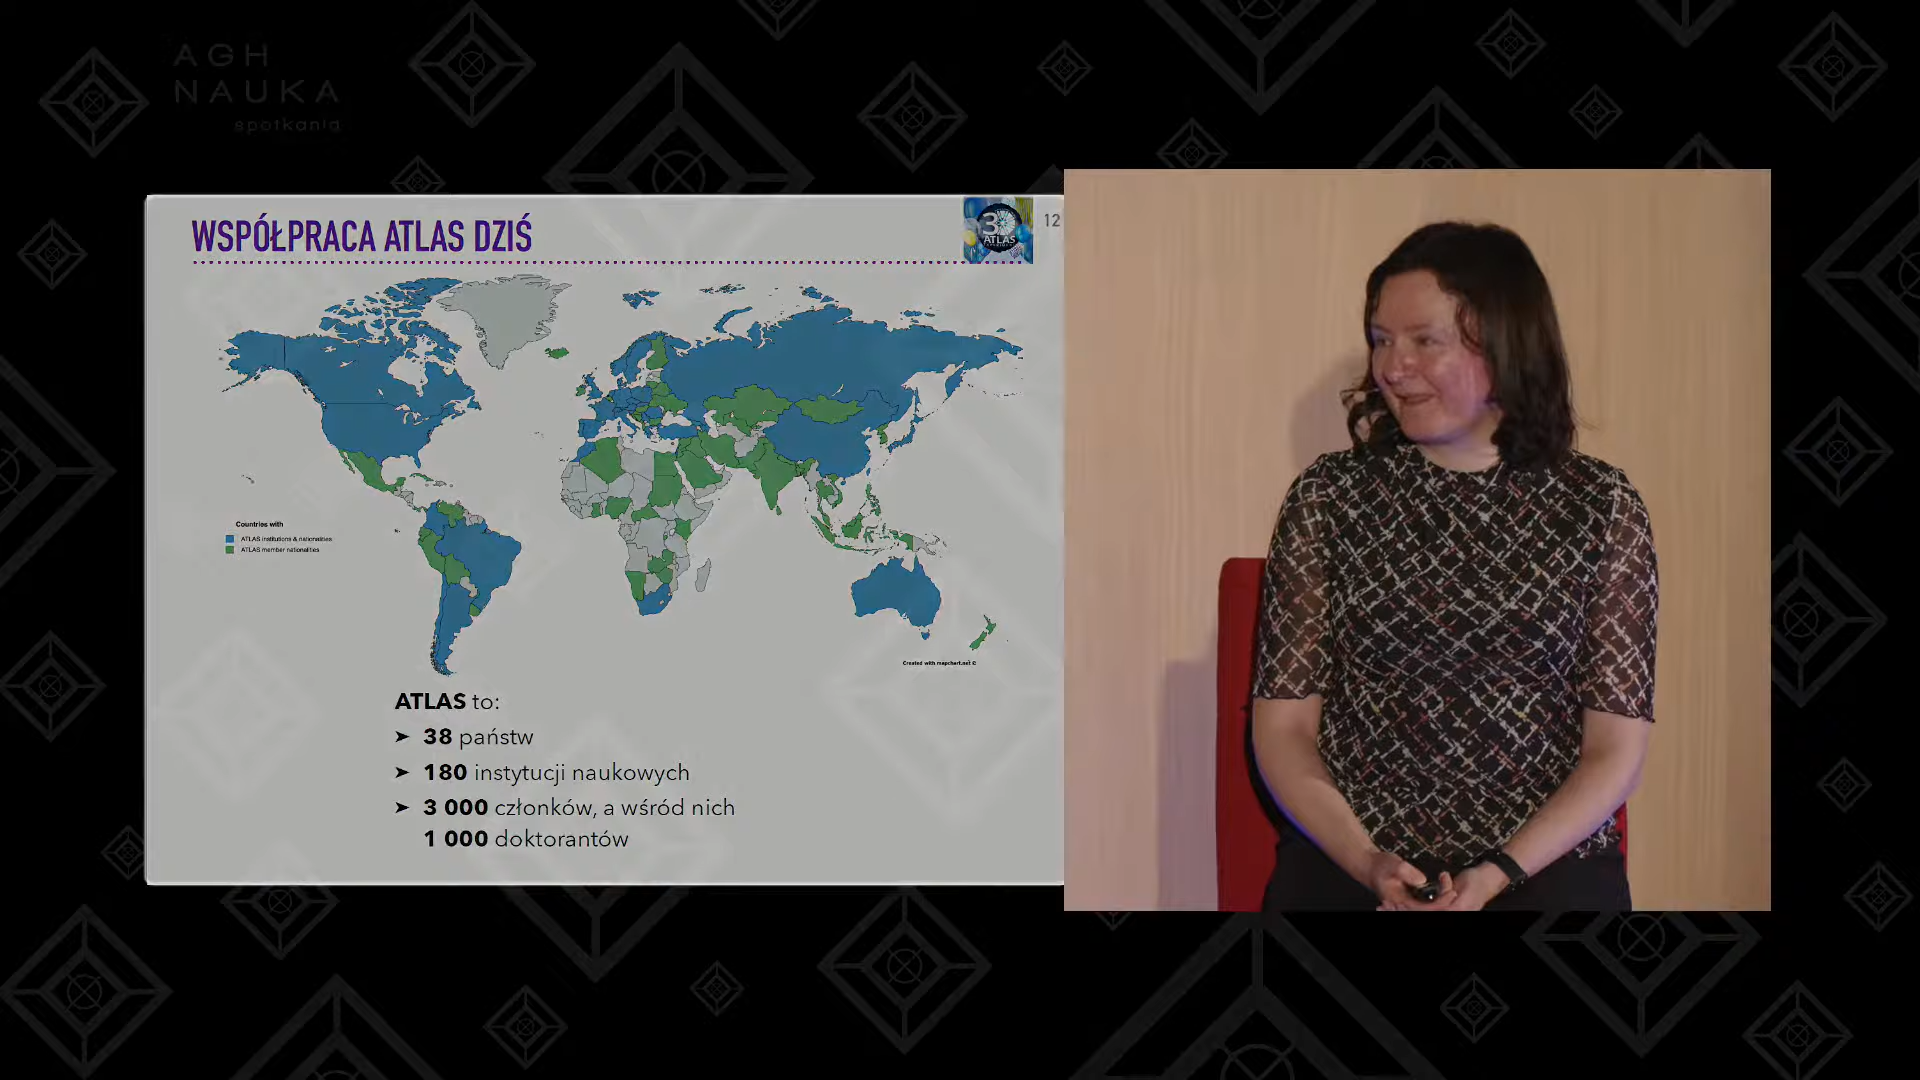 AGH
NAUKA
spotkania
WSPÓŁPRACA ATLAS DZIŚ
3
ATLAS
12
Countries with
ATLAS institutions & nationalities
ATLAS member nationalities
Created with mapchart.net ©
ATLAS to:
➤ 38 państw
➤ 180 instytucji naukowych
➤ 3 000 członków, a wśród nich
1 000 doktorantów